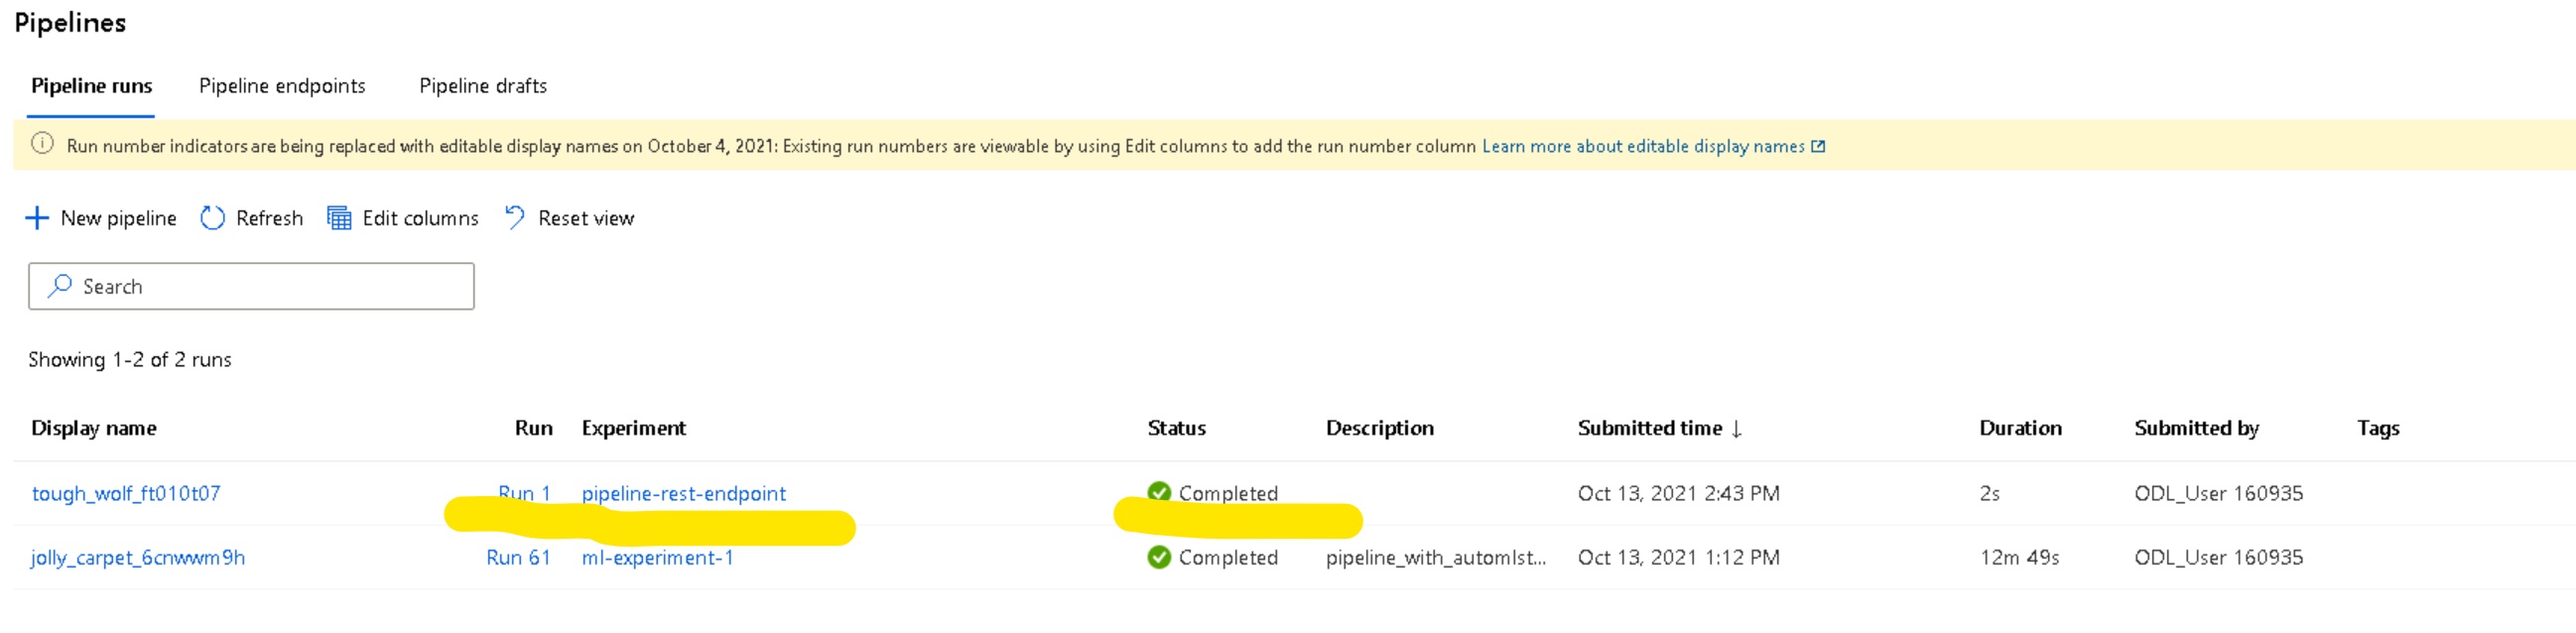 Pipelines
Pipeline runs Pipeline endpoints Pipeline drafts
Run number indicators are being replaced with editable display names on October 4, 2021: Existing run numbers are viewable by using Edit columns to add the run number column Learn more about editable display names
New pipeline Refresh Edit columns Reset view
Search
Showing 1-2 of 2 runs
Display name Run Experiment Status Description Submitted time ↓ Duration Submitted by Tags
tough_wolf_ft010t07 Run 1 pipeline-rest-endpoint Completed Oct 13, 2021 2:43 PM 2s ODL_User 160935
jolly_carpet_6cnwwm9h Run 61 ml-experiment-1 Completed pipeline_with_automlst... Oct 13, 2021 1:12 PM 12m 49s ODL_User 160935